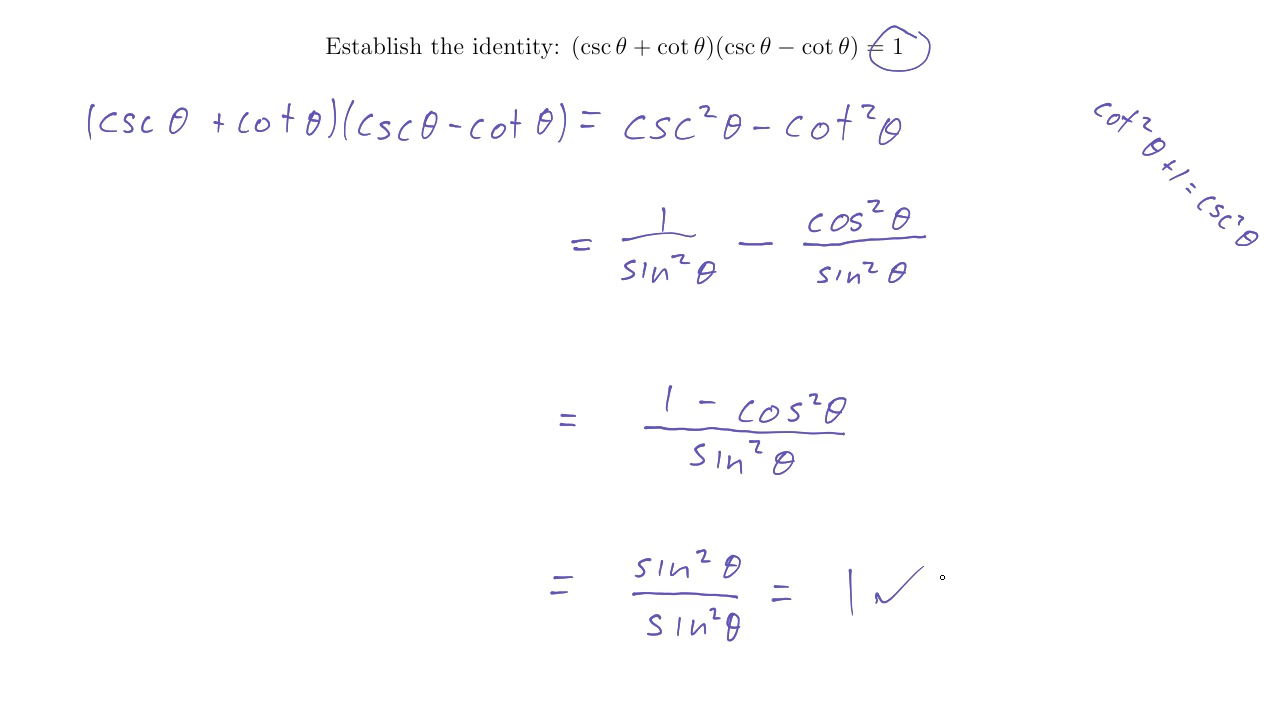 Establish the identity: (csc θ + cot θ)(csc θ − cot θ) = 1
(csc θ + cot θ)(csc θ - cot θ) = csc²θ - cot²θ
cot²θ + 1 = csc²θ
= 1/sin²θ − cos²θ/sin²θ
= (1 - cos²θ)/sin²θ
= sin²θ/sin²θ = 1 ✓